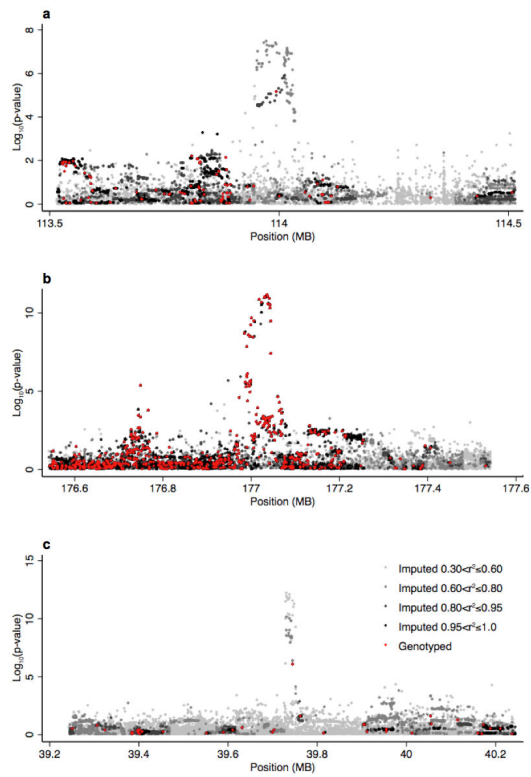 a
8
6
4
2
0
Log10(p-value)
113.5
114
114.5
Position (MB)
b
10
5
0
Log10(p-value)
176.6
176.8
177
177.2
177.4
177.6
Position (MB)
c
15
10
5
0
Log10(p-value)
Imputed 0.30<r²≤0.60
Imputed 0.60<r²≤0.80
Imputed 0.80<r²≤0.95
Imputed 0.95<r²≤1.0
Genotyped
39.2
39.4
39.6
39.8
40
40.2
Position (MB)